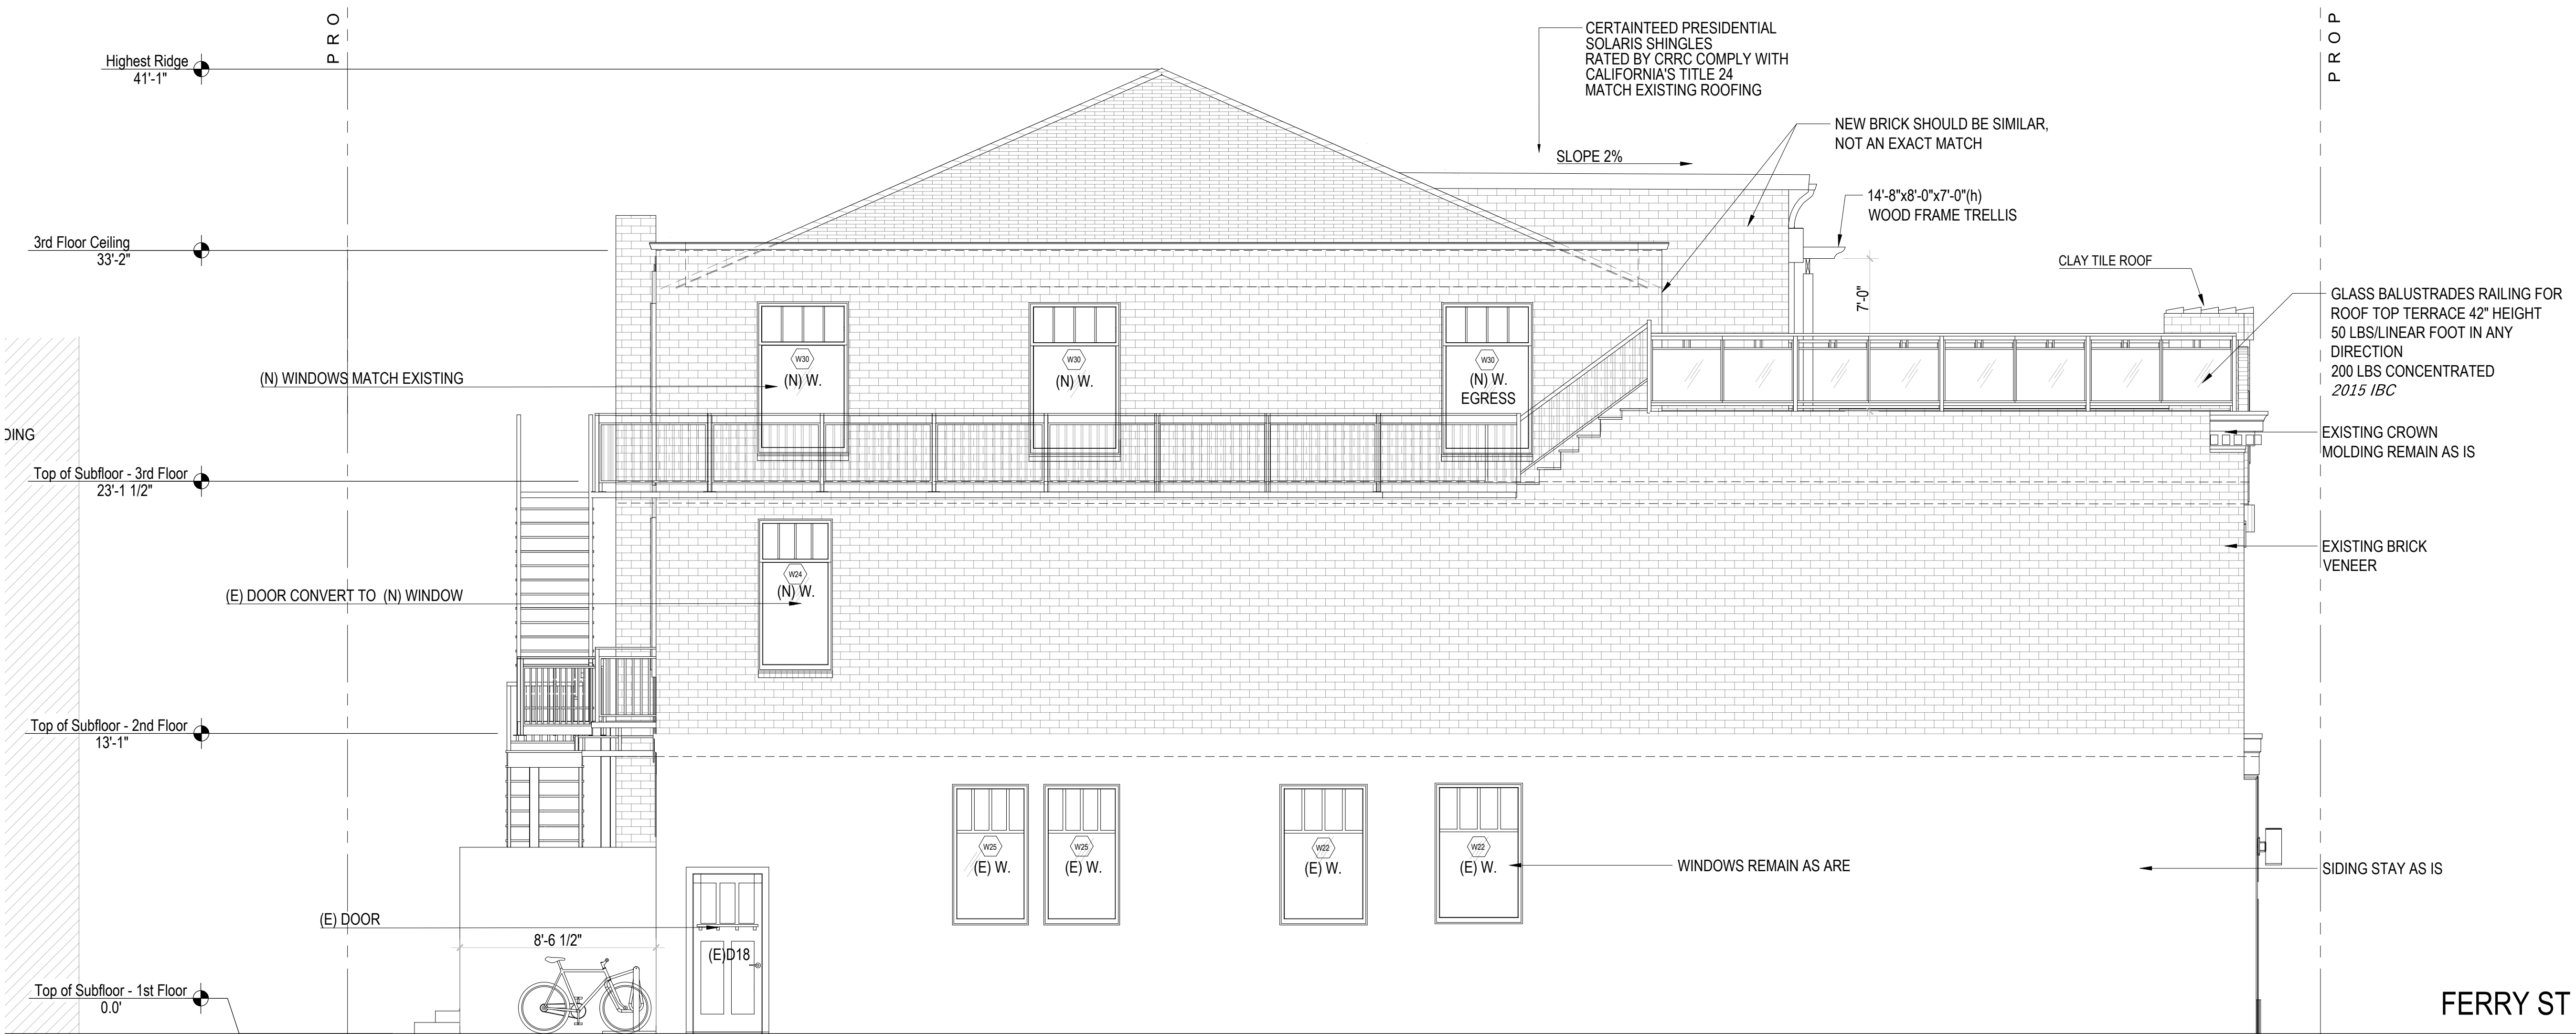 PRO
PROP
CERTAINTEED PRESIDENTIAL
SOLARIS SHINGLES
RATED BY CRRC COMPLY WITH
CALIFORNIA'S TITLE 24
MATCH EXISTING ROOFING
Highest Ridge
41'-1"
NEW BRICK SHOULD BE SIMILAR,
NOT AN EXACT MATCH
SLOPE 2%
14'-8"x8'-0"x7'-0"(h)
WOOD FRAME TRELLIS
3rd Floor Ceiling
33'-2"
CLAY TILE ROOF
7'-0"
GLASS BALUSTRADES RAILING FOR
ROOF TOP TERRACE 42" HEIGHT
50 LBS/LINEAR FOOT IN ANY
DIRECTION
200 LBS CONCENTRATED
2015 IBC
W30
(N) W.
W30
(N) W.
W30
(N) W.
EGRESS
(N) WINDOWS MATCH EXISTING
DING
EXISTING CROWN
MOLDING REMAIN AS IS
Top of Subfloor - 3rd Floor
23'-1 1/2"
EXISTING BRICK
VENEER
W24
(N) W.
(E) DOOR CONVERT TO (N) WINDOW
Top of Subfloor - 2nd Floor
13'-1"
W25
(E) W.
W25
(E) W.
W22
(E) W.
W22
(E) W.
WINDOWS REMAIN AS ARE
SIDING STAY AS IS
(E) DOOR
8'-6 1/2"
(E)D18
Top of Subfloor - 1st Floor
0.0'
FERRY ST